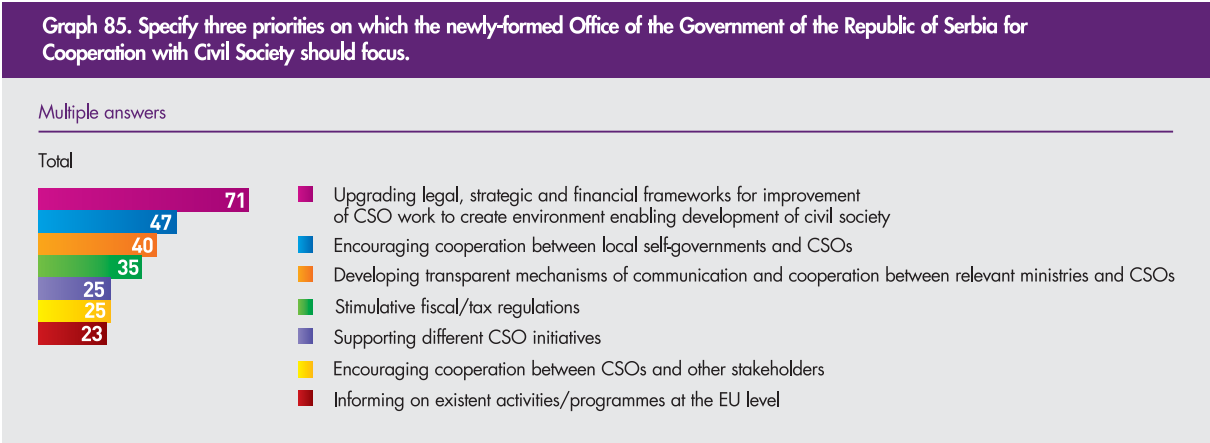 Graph 85. Specify three priorities on which the newly-formed Office of the Government of the Republic of Serbia for
Cooperation with Civil Society should focus.
Multiple answers
Total
71
47
40
35
25
25
23
Upgrading legal, strategic and financial frameworks for improvement
of CSO work to create environment enabling development of civil society
Encouraging cooperation between local self-governments and CSOs
Developing transparent mechanisms of communication and cooperation between relevant ministries and CSOs
Stimulative fiscal/tax regulations
Supporting different CSO initiatives
Encouraging cooperation between CSOs and other stakeholders
Informing on existent activities/programmes at the EU level